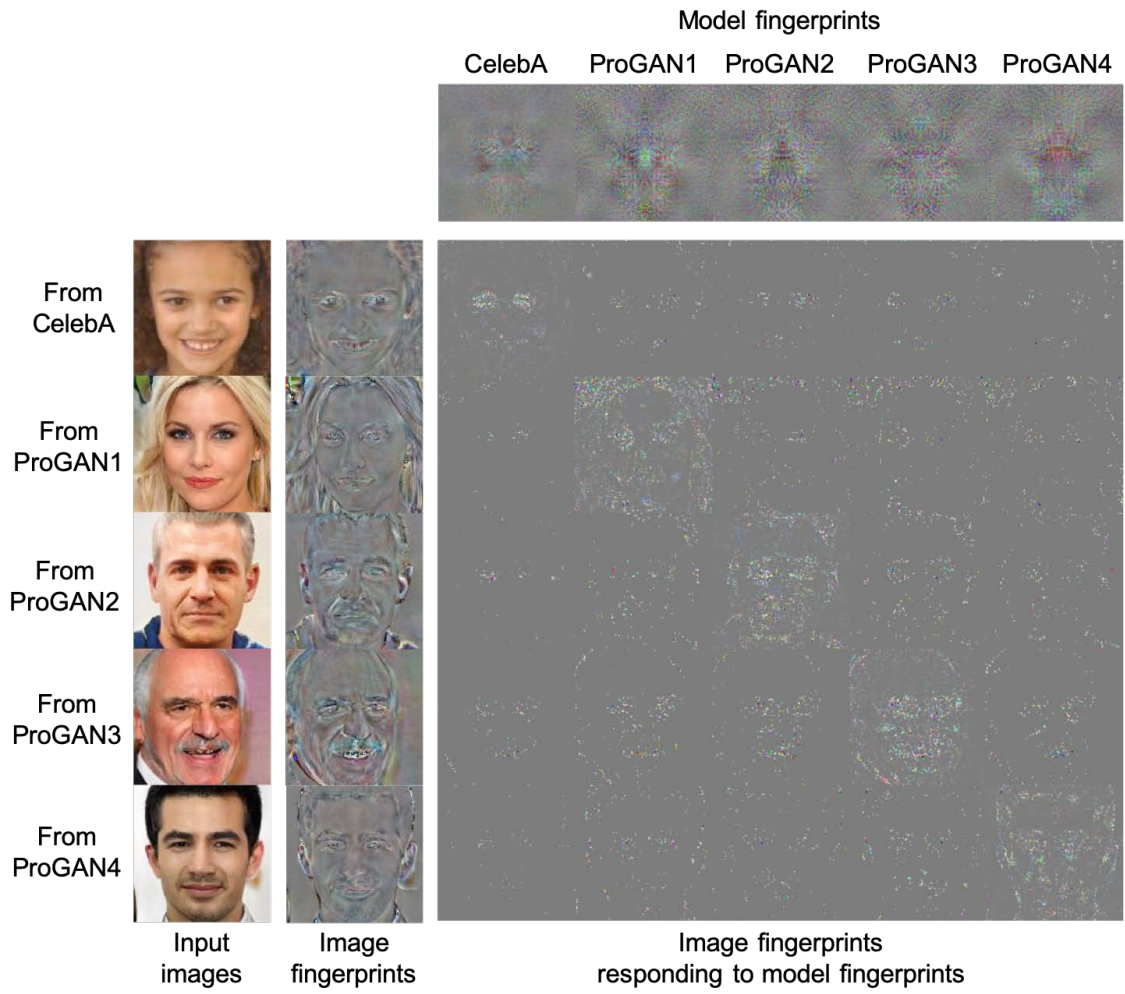 Model fingerprints
CelebA ProGAN1 ProGAN2 ProGAN3 ProGAN4
From
CelebA
From
ProGAN1
From
ProGAN2
From
ProGAN3
From
ProGAN4
Input
images
Image
fingerprints
Image fingerprints
responding to model fingerprints